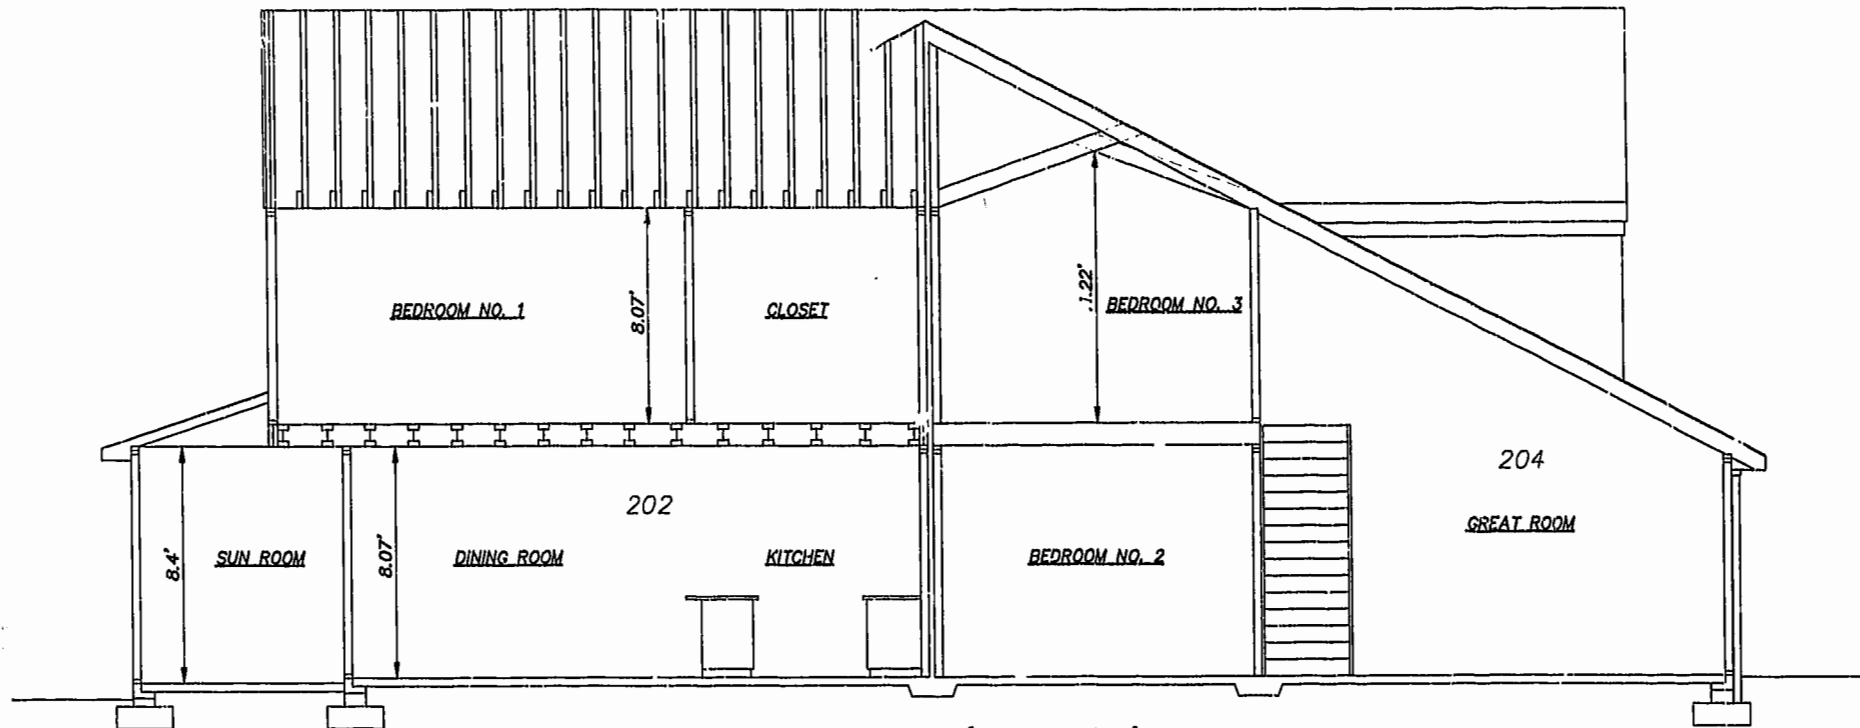 BEDROOM NO. 1
8.07'
CLOSET
.1.22'
BEDROOM NO. 3
204
202
GREAT ROOM
8.4'
SUN ROOM
8.07'
DINING ROOM
KITCHEN
BEDROOM NO. 2